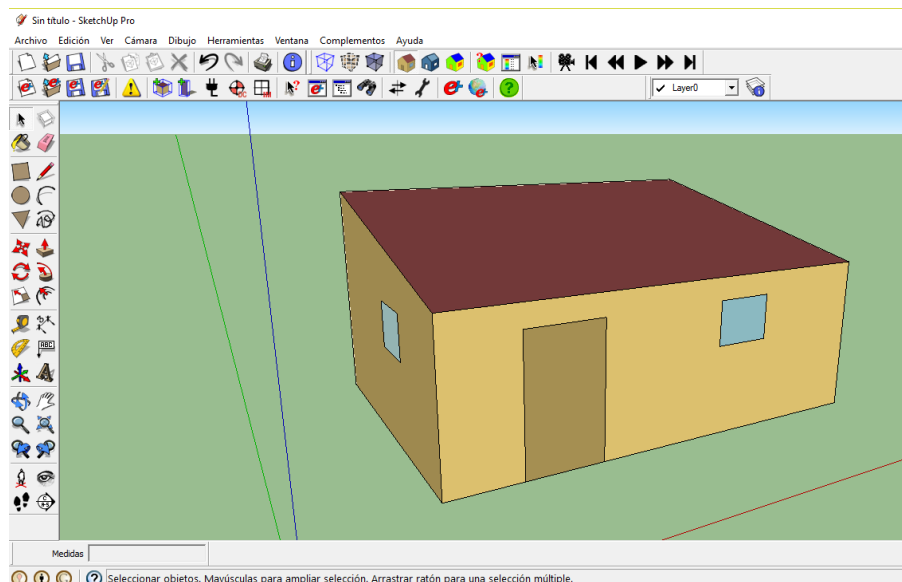 Sin título - SketchUp Pro
Archivo Edición Ver Cámara Dibujo Herramientas Ventana Complementos Ayuda
Layer0
ABC
Medidas
Seleccionar objetos. Mayúsculas para ampliar selección. Arrastrar ratón para una selección múltiple.